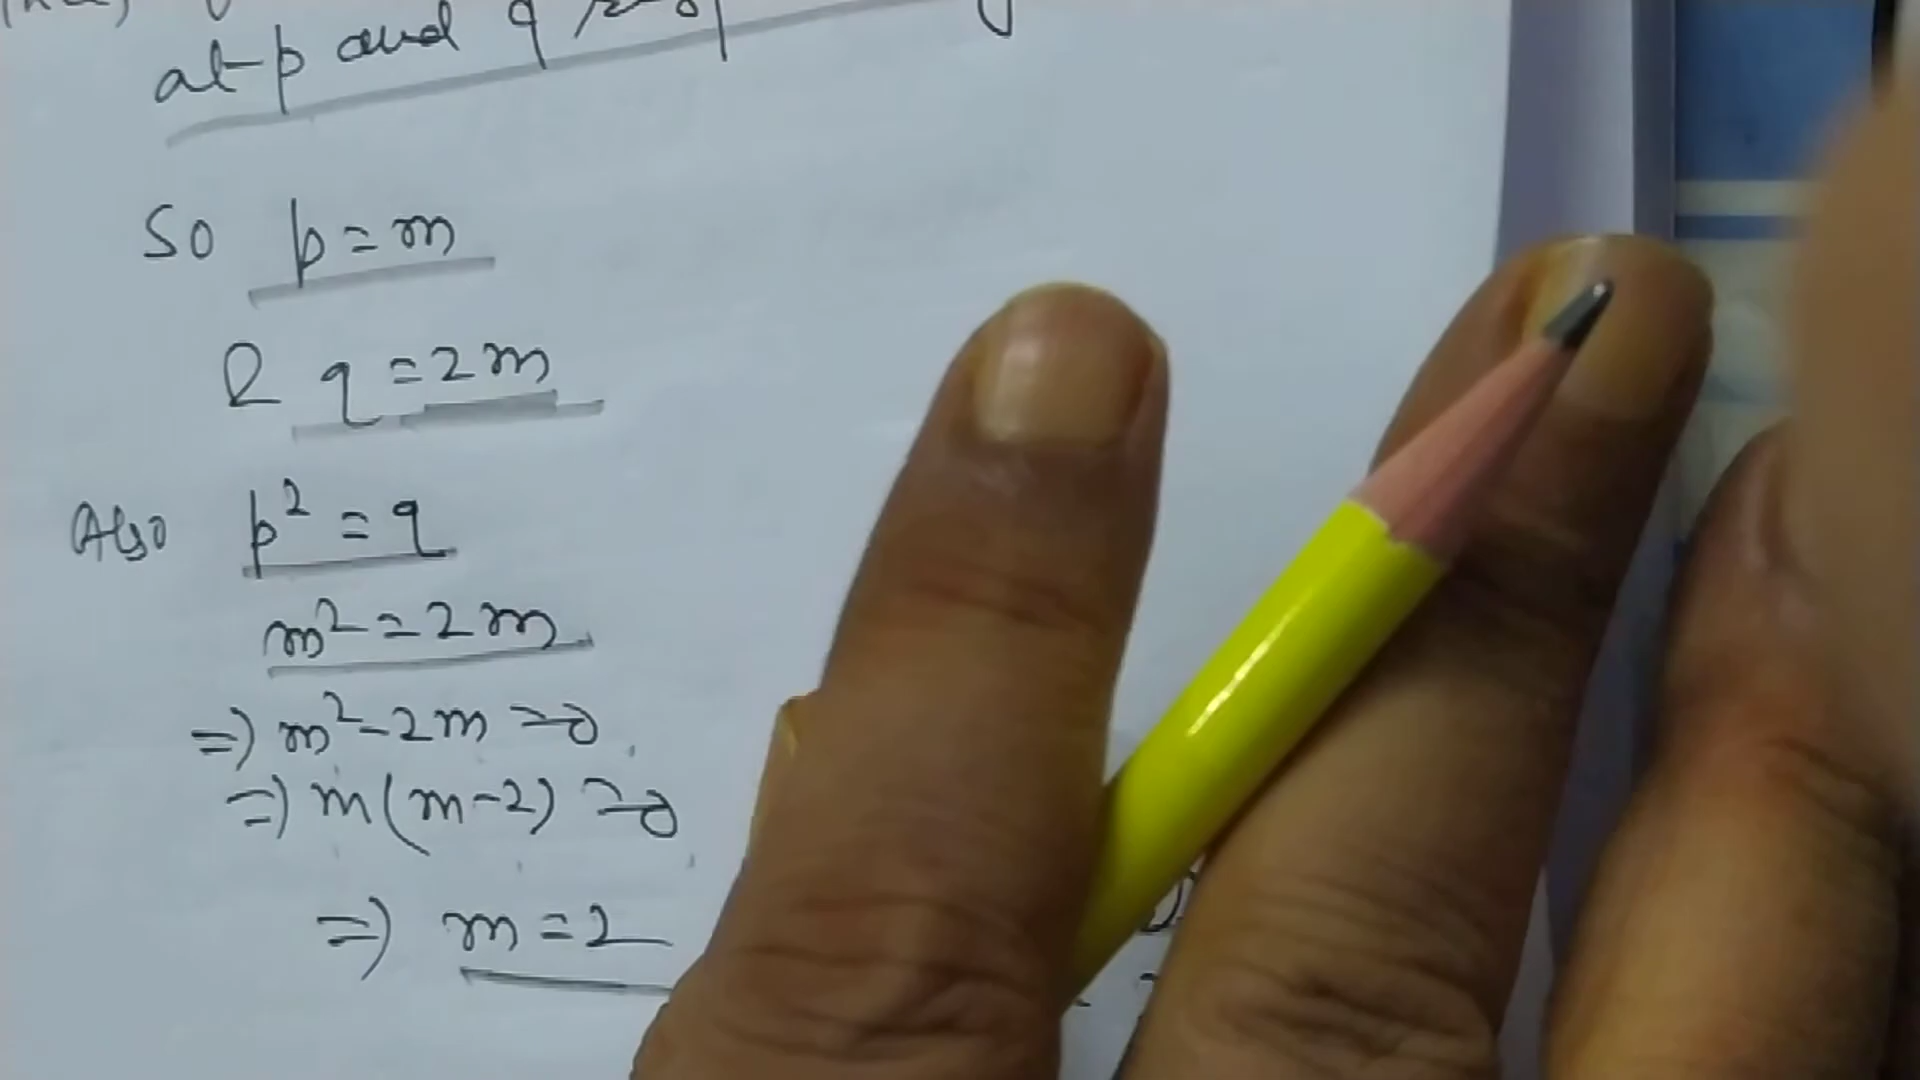 at p and q
So p = m
& q = 2m
Also p² = q
m² = 2m
=> m² - 2m = 0
=> m(m-2) = 0
=> m = 2